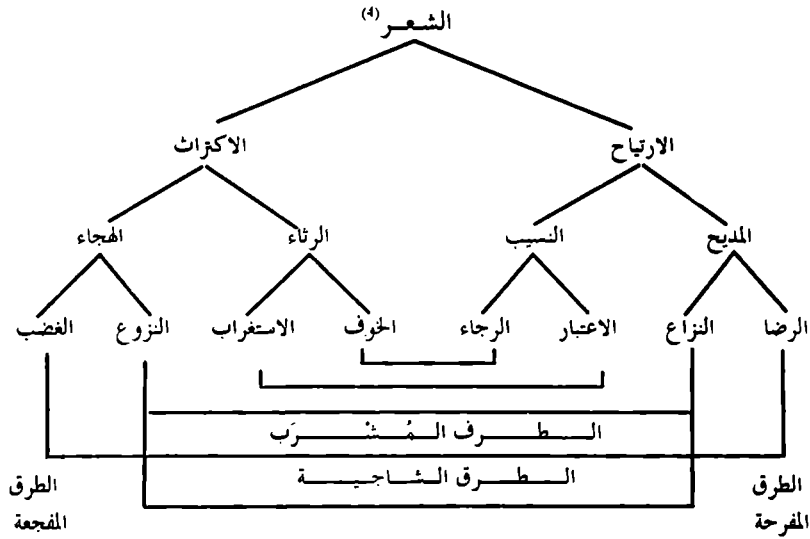 الشعر (4)
الارتياح الاكتراث
المديح النسيب الرثاء الهجاء
الرضا النزاع الاعتبار الرجاء الخوف الاستغراب النزوع الغضب
الطرف المُشْرَب
الطرق الشاجية
الطرق المفرحة
الطرق المفجعة